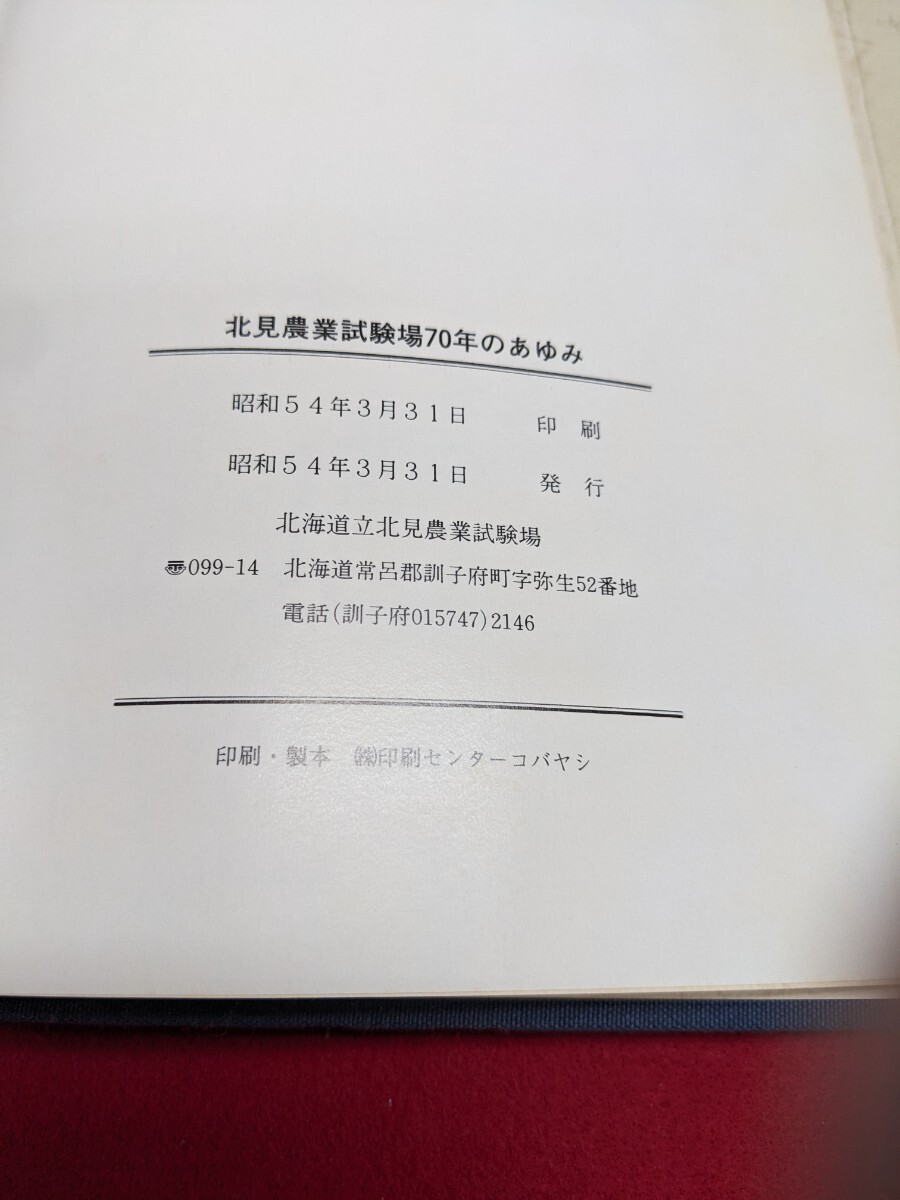 北見農業試験場70年のあゆみ
昭和54年3月31日 印刷
昭和54年3月31日 発行
北海道立北見農業試験場
〠099-14 北海道常呂郡訓子府町字弥生52番地
電話(訓子府015747)2146
印刷・製本 ㈱印刷センターコバヤシ